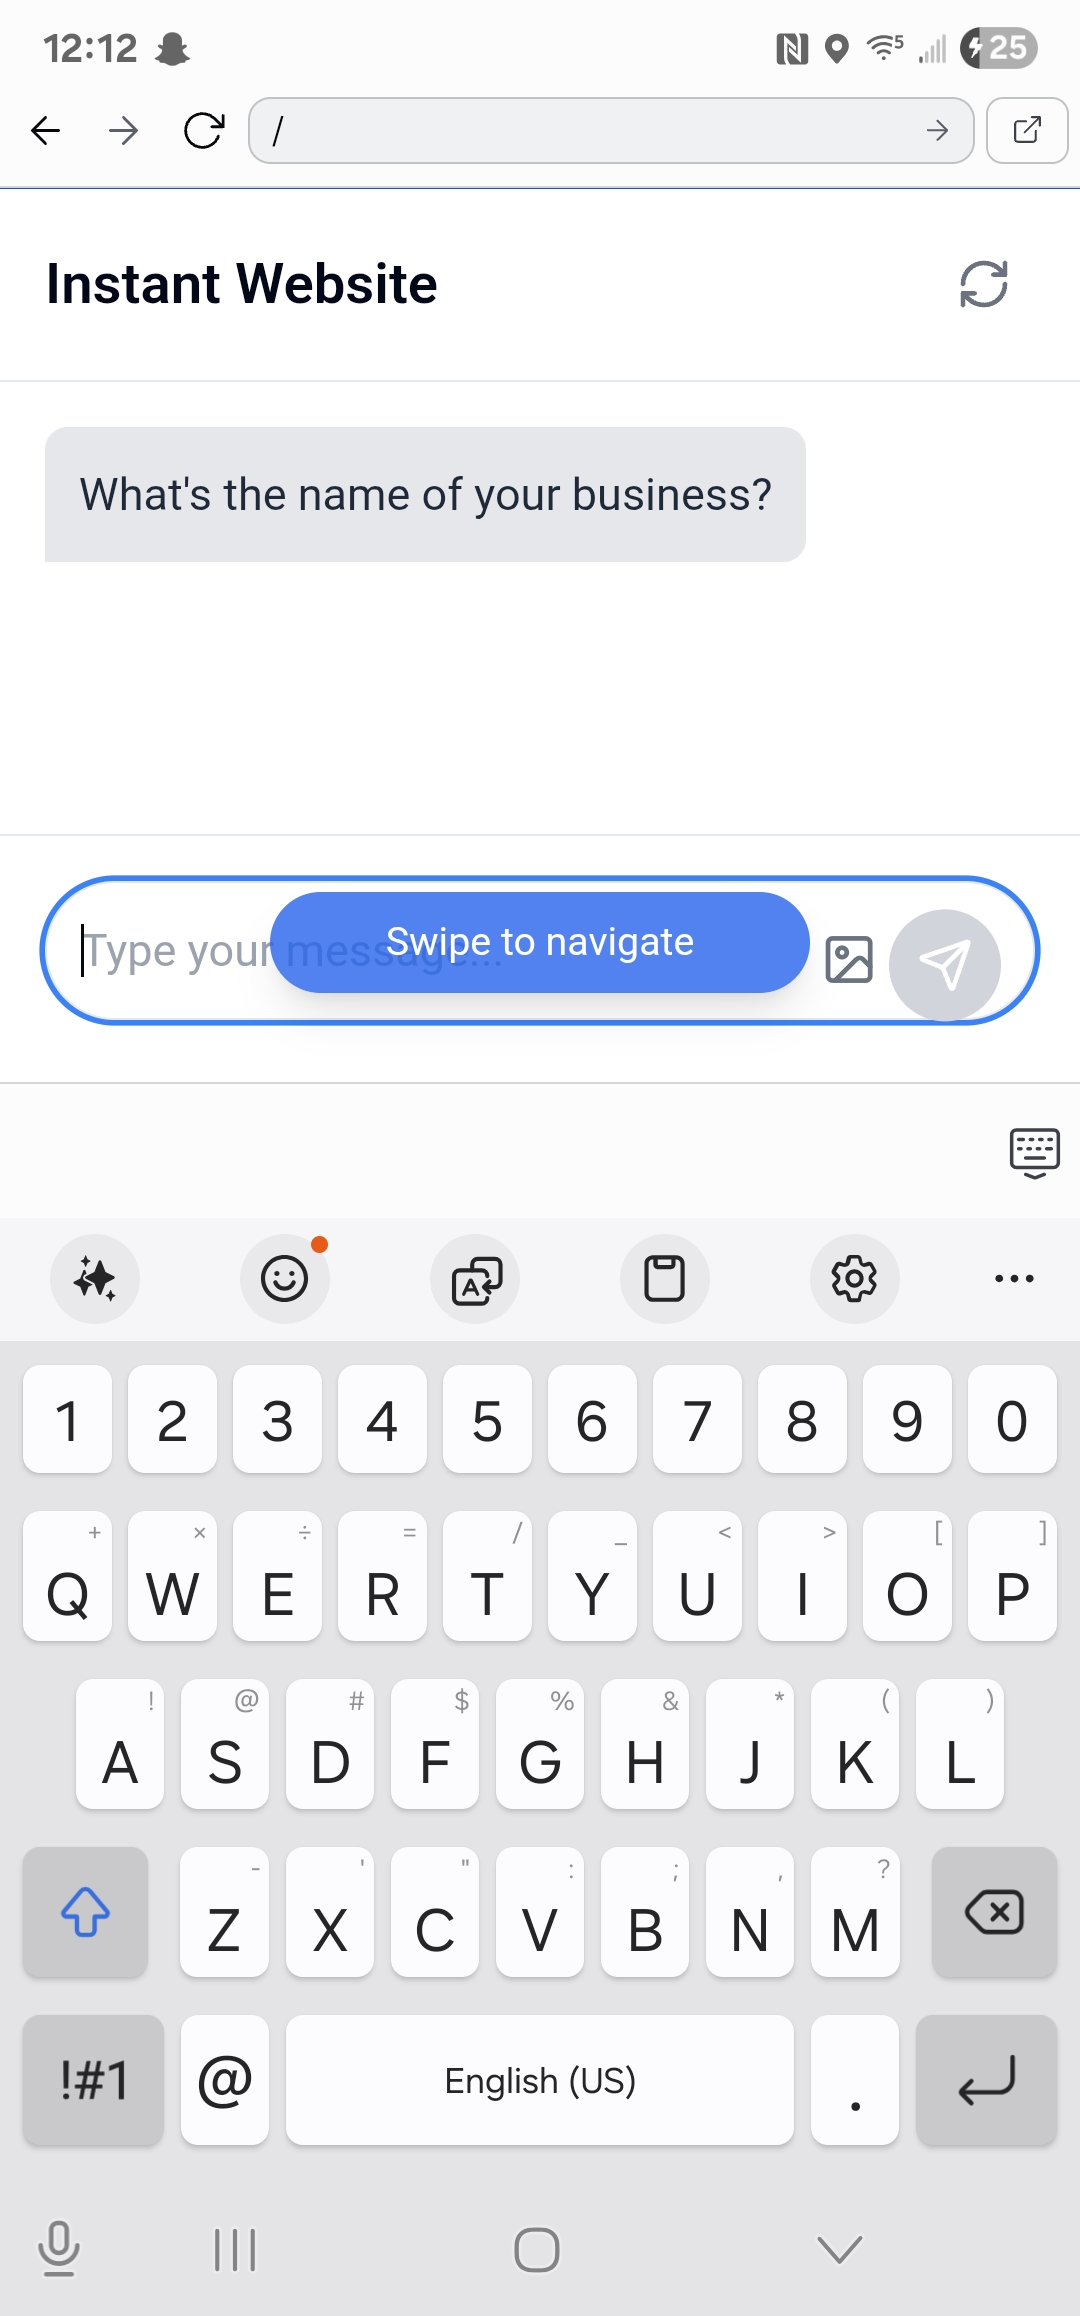 12:12 5 25
/
Instant Website
What's the name of your business?
Type your message...
Swipe to navigate
A
1 2 3 4 5 6 7 8 9 0
+ × ÷ = / _ < > [ ]
Q W E R T Y U I O P
! @ # $ % & * ( )
A S D F G H J K L
- ' " : ; , ?
Z X C V B N M
!#1 @ English (US) .